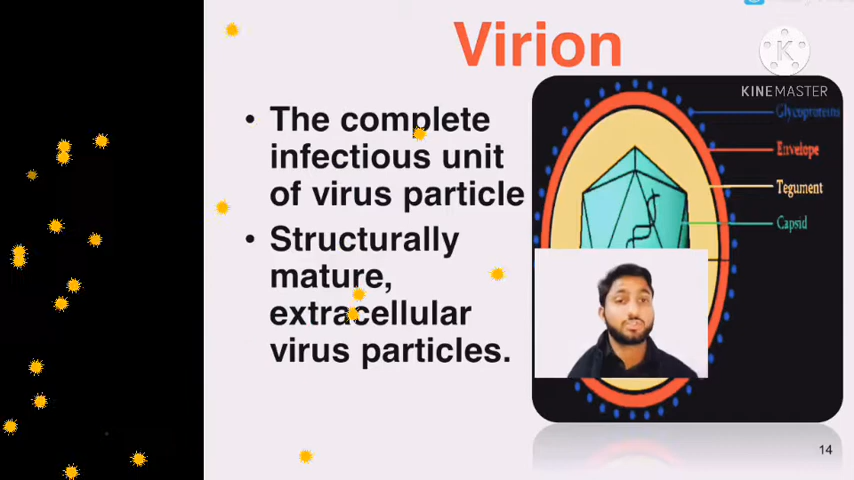 Virion
K
KINEMASTER
• The complete
infectious unit
of virus particle
• Structurally
mature,
extracellular
virus particles.
Glycoproteins
Envelope
Tegument
Capsid
14